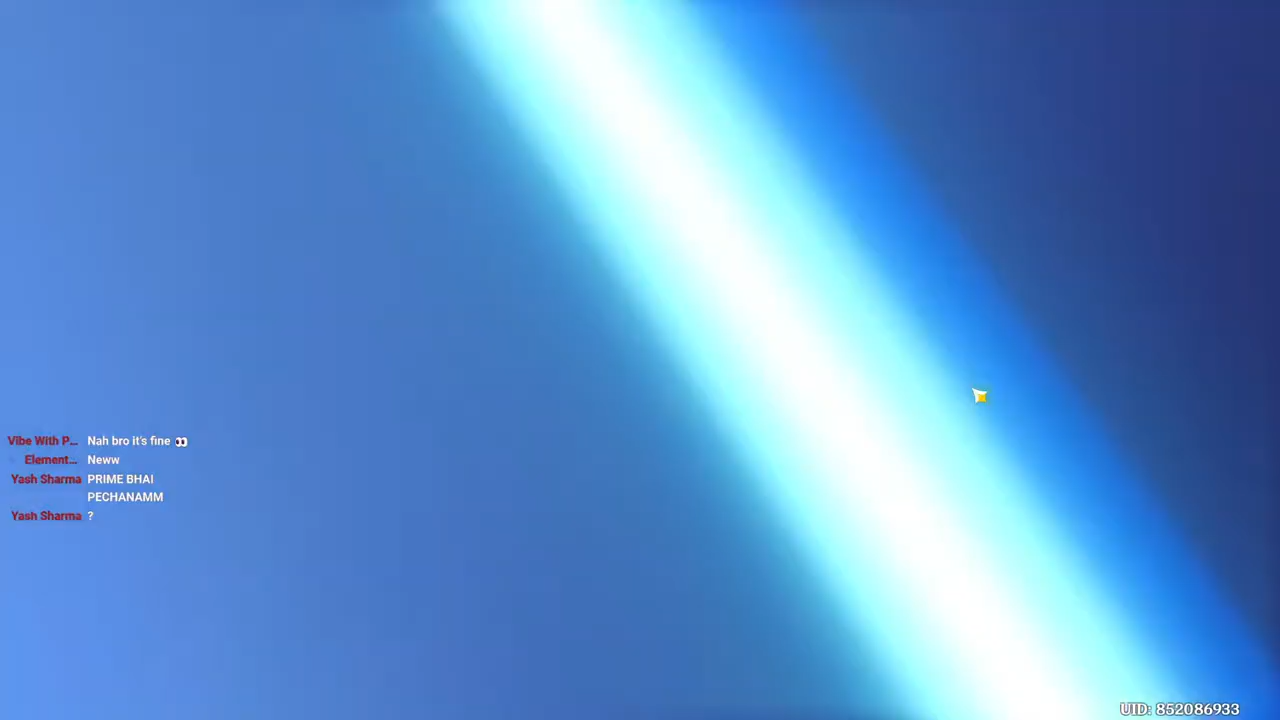 Vibe With P... Nah bro it's fine 👀
Element... Neww
Yash Sharma PRIME BHAI
PECHANAMM
Yash Sharma ?
UID: 852086933